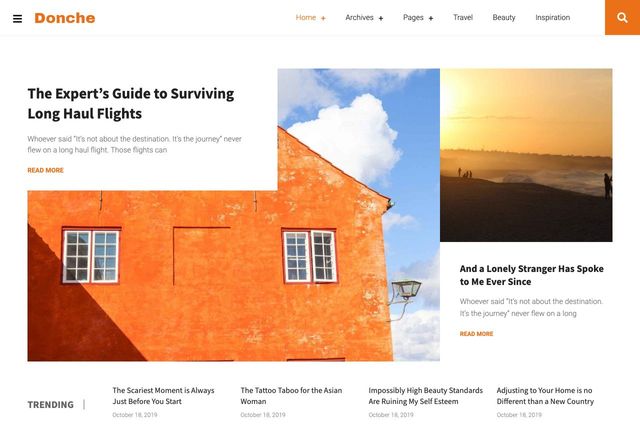 Donche
Home + Archives + Pages + Travel Beauty Inspiration
The Expert’s Guide to Surviving
Long Haul Flights
Whoever said “It’s not about the destination. It’s the journey” never
flew on a long haul flight. Those flights can
READ MORE
And a Lonely Stranger Has Spoke
to Me Ever Since
Whoever said “It’s not about the destination.
It’s the journey” never flew on a long
READ MORE
TRENDING
The Scariest Moment is Always
Just Before You Start
October 18, 2019
The Tattoo Taboo for the Asian
Woman
October 18, 2019
Impossibly High Beauty Standards
Are Ruining My Self Esteem
October 18, 2019
Adjusting to Your Home is no
Different than a New Country
October 18, 2019